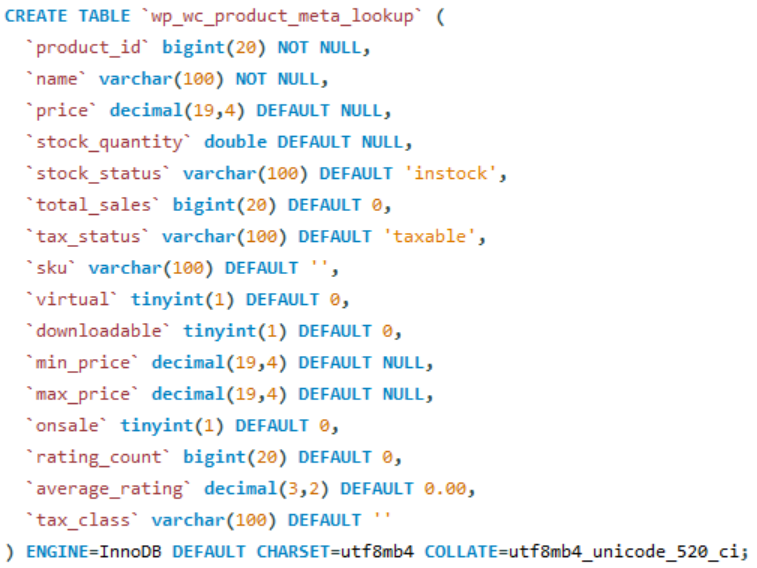 CREATE TABLE `wp_wc_product_meta_lookup` (
  `product_id` bigint(20) NOT NULL,
  `name` varchar(100) NOT NULL,
  `price` decimal(19,4) DEFAULT NULL,
  `stock_quantity` double DEFAULT NULL,
  `stock_status` varchar(100) DEFAULT 'instock',
  `total_sales` bigint(20) DEFAULT 0,
  `tax_status` varchar(100) DEFAULT 'taxable',
  `sku` varchar(100) DEFAULT '',
  `virtual` tinyint(1) DEFAULT 0,
  `downloadable` tinyint(1) DEFAULT 0,
  `min_price` decimal(19,4) DEFAULT NULL,
  `max_price` decimal(19,4) DEFAULT NULL,
  `onsale` tinyint(1) DEFAULT 0,
  `rating_count` bigint(20) DEFAULT 0,
  `average_rating` decimal(3,2) DEFAULT 0.00,
  `tax_class` varchar(100) DEFAULT ''
) ENGINE=InnoDB DEFAULT CHARSET=utf8mb4 COLLATE=utf8mb4_unicode_520_ci;